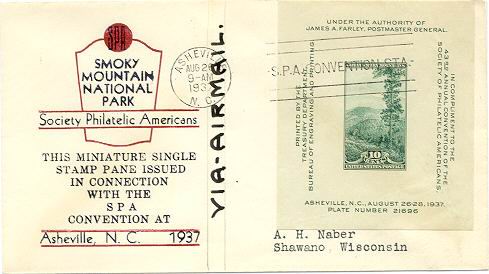 SPA
SMOKY
MOUNTAIN
NATIONAL
PARK
Society Philatelic Americans
THIS MINIATURE SINGLE
STAMP PANE ISSUED
IN CONNECTION
WITH THE
S P A
CONVENTION AT
Asheville, N. C. 1937
VIA-AIRMAIL.
ASHEVILLE
AUG 26
9-AM
1937
N. C.
S.P.A. CONVENTION STA.
UNDER THE AUTHORITY OF
JAMES A. FARLEY, POSTMASTER GENERAL
PRINTED BY THE
TREASURY DEPARTMENT,
BUREAU OF ENGRAVING AND PRINTING
IN COMPLIMENT TO THE
43RD ANNUAL CONVENTION OF THE
SOCIETY OF PHILATELIC AMERICANS.
10
CENTS
ASHEVILLE, N.C., AUGUST 26-28, 1937.
PLATE NUMBER 21696
A. H. Naber
Shawano, Wisconsin